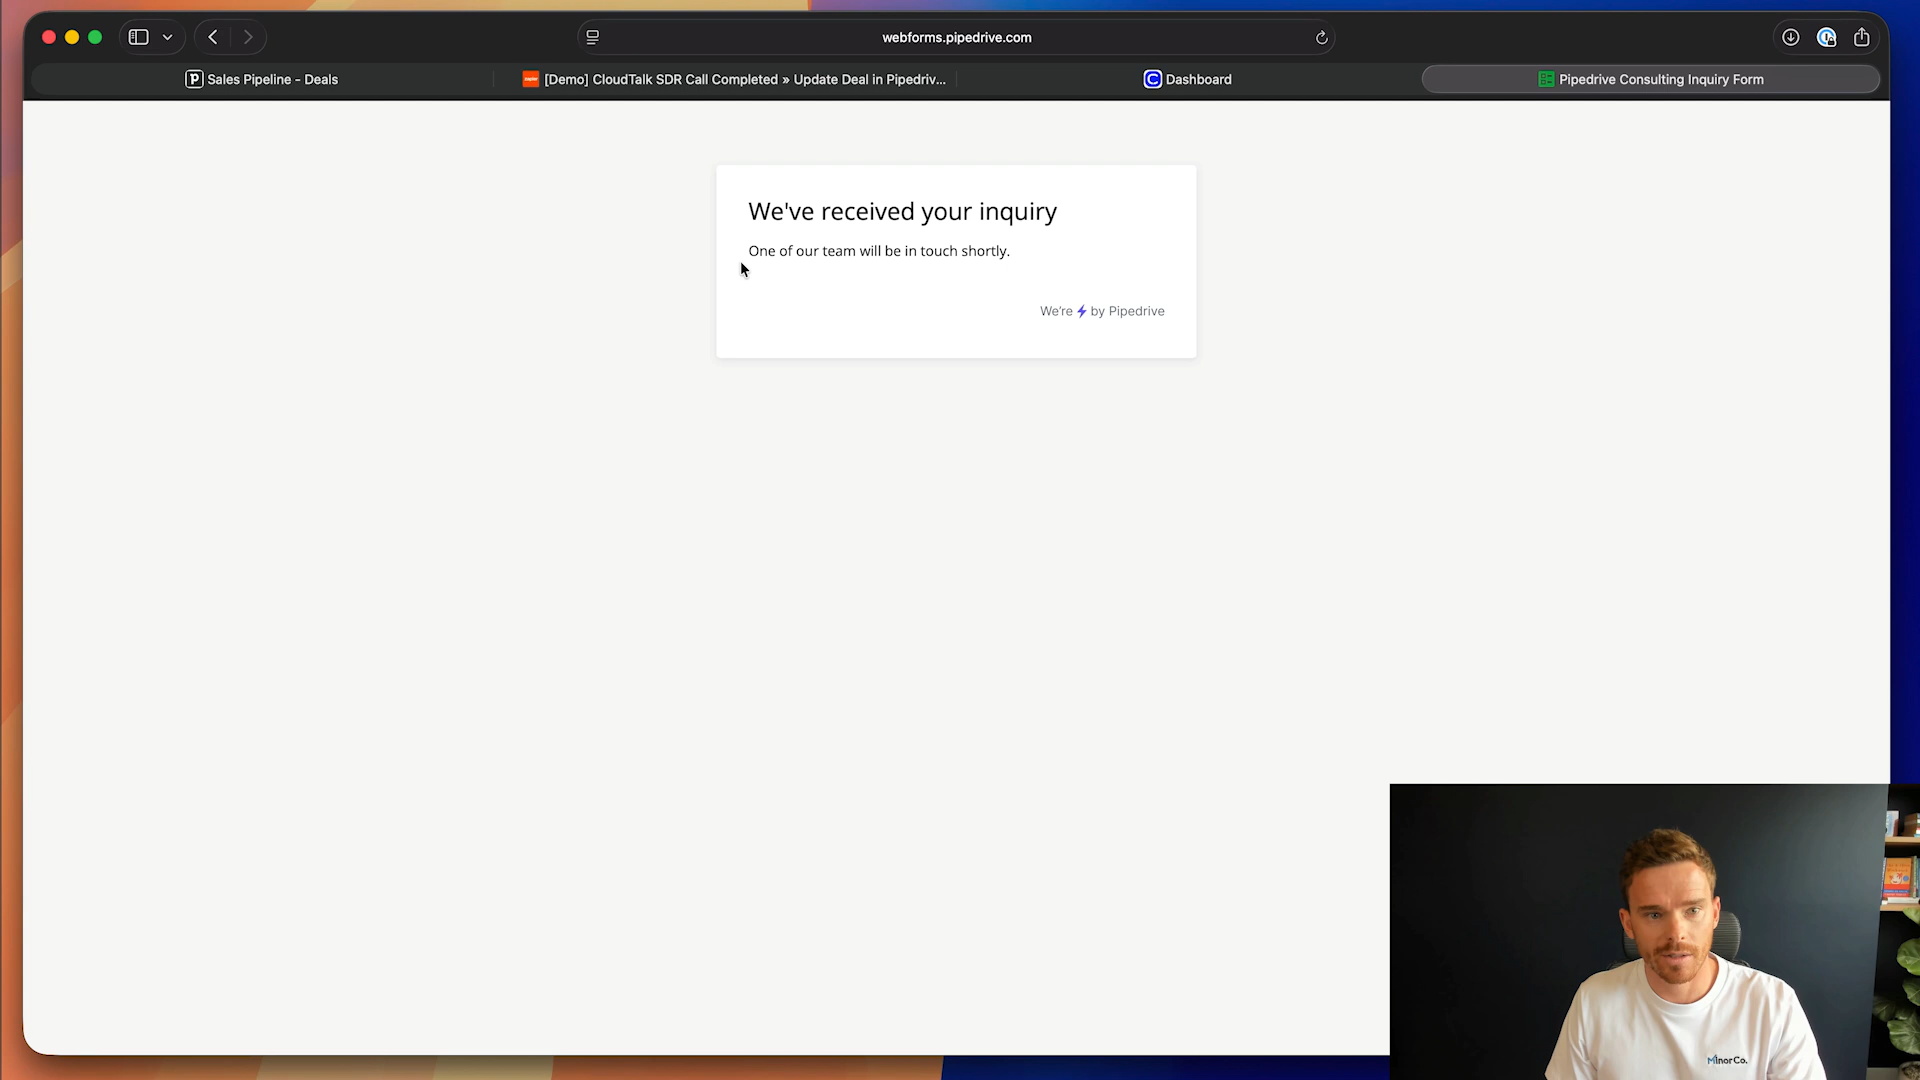 webforms.pipedrive.com
Sales Pipeline - Deals
[Demo] CloudTalk SDR Call Completed » Update Deal in Pipedriv...
Dashboard
Pipedrive Consulting Inquiry Form
We've received your inquiry
One of our team will be in touch shortly.
We're by Pipedrive
MinorCo.